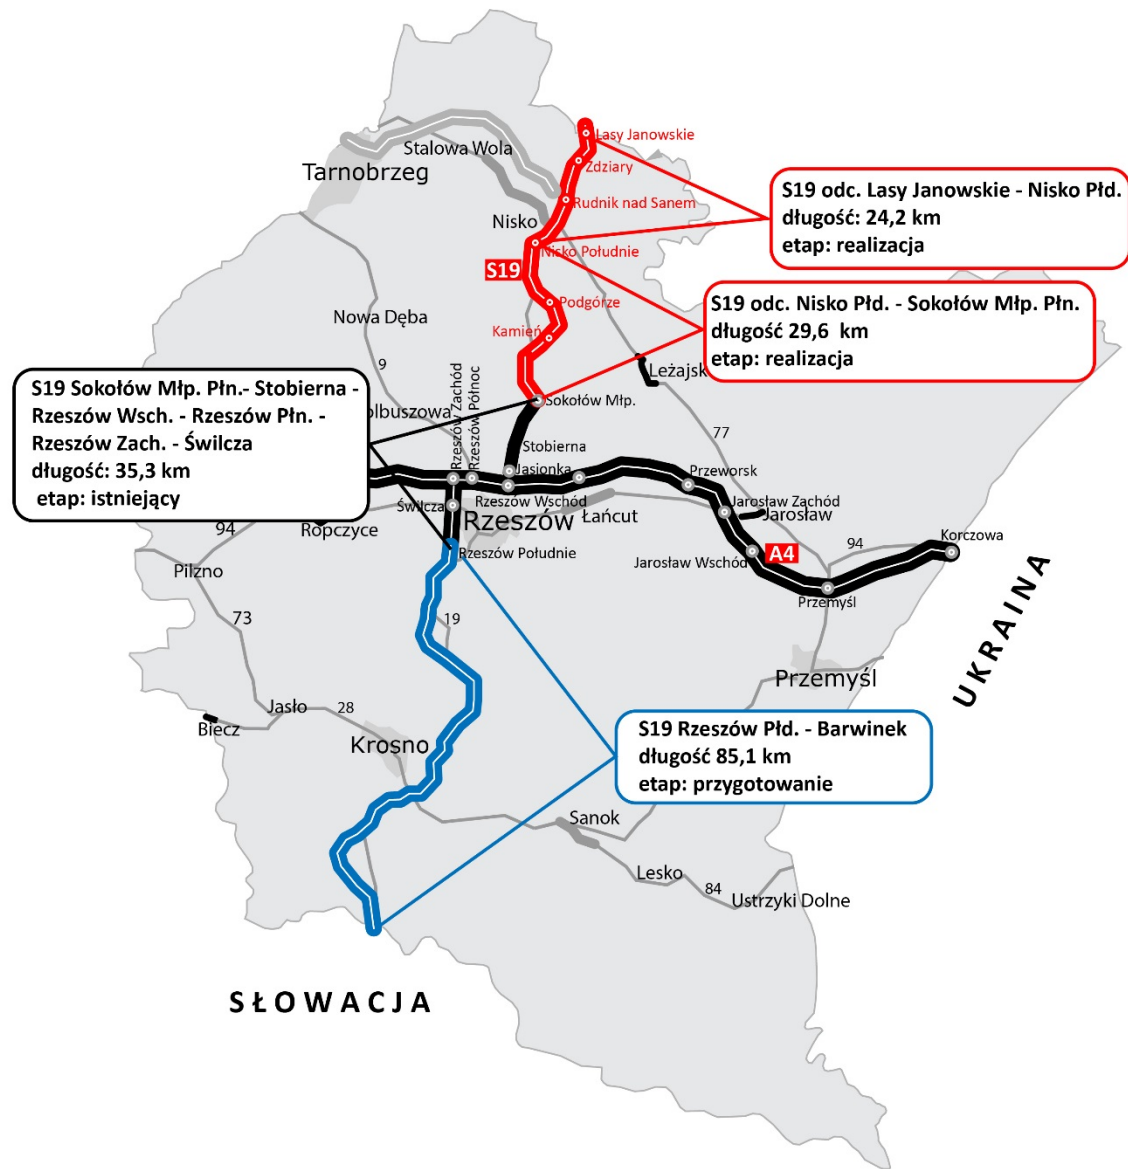 Lasy Janowskie
Stalowa Wola
Zdziary
Tarnobrzeg
Rudnik nad Sanem
Nisko
Nisko Południe
S19
S19 odc. Lasy Janowskie - Nisko Płd.
długość: 24,2 km
etap: realizacja
Podgórze
Nowa Dęba
Kamień
S19 odc. Nisko Płd. - Sokołów Młp. Płn.
długość 29,6 km
etap: realizacja
9
Leżajsk
S19 Sokołów Młp. Płn.- Stobierna -
Rzeszów Wsch. - Rzeszów Płn. -
Rzeszów Zach. - Świlcza
długość: 35,3 km
etap: istniejący
olbuszowa
Rzeszów Zachód
Rzeszów Północ
Sokołów Młp.
77
Stobierna
Jasionka
Przeworsk
Rzeszów Wschód
Jarosław Zachód
Świlcza
Rzeszów
Łańcut
Jarosław
94
Ropczyce
Korczowa
94
Rzeszów Południe
Jarosław Wschód
A4
Pilzno
Przemyśl
73
19
UKRAINA
Przemyśl
Jasło
28
Biecz
Krosno
S19 Rzeszów Płd. - Barwinek
długość 85,1 km
etap: przygotowanie
Sanok
Lesko
84
Ustrzyki Dolne
SŁOWACJA